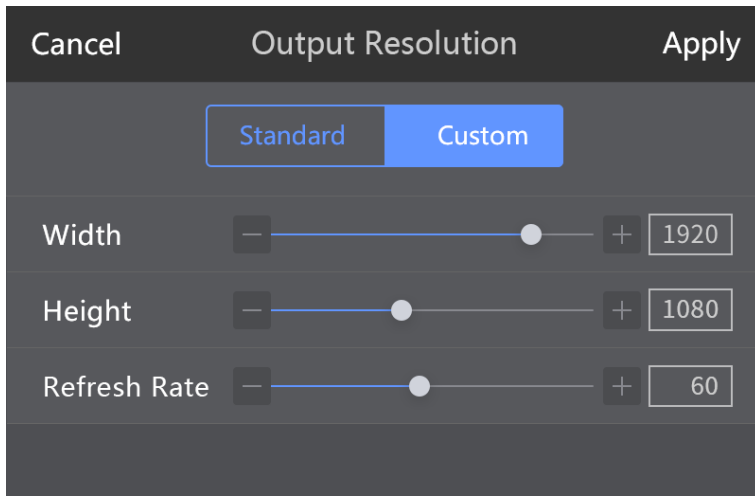 Cancel Output Resolution Apply
Standard Custom
Width 1920
Height 1080
Refresh Rate 60